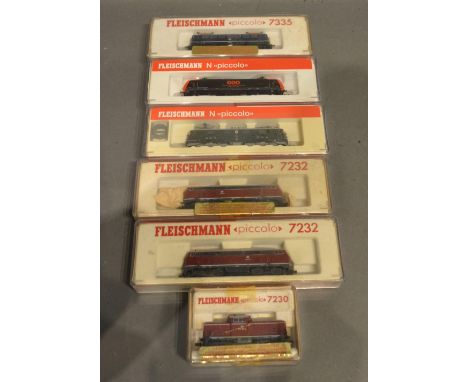 FLEISCHMANN «piccolo» 7335
FLEISCHMANN N «piccolo»
FLEISCHMANN N «piccolo»
FLEISCHMANN «piccolo» 7232
FLEISCHMANN «piccolo» 7232
FLEISCHMANN «piccolo» 7230